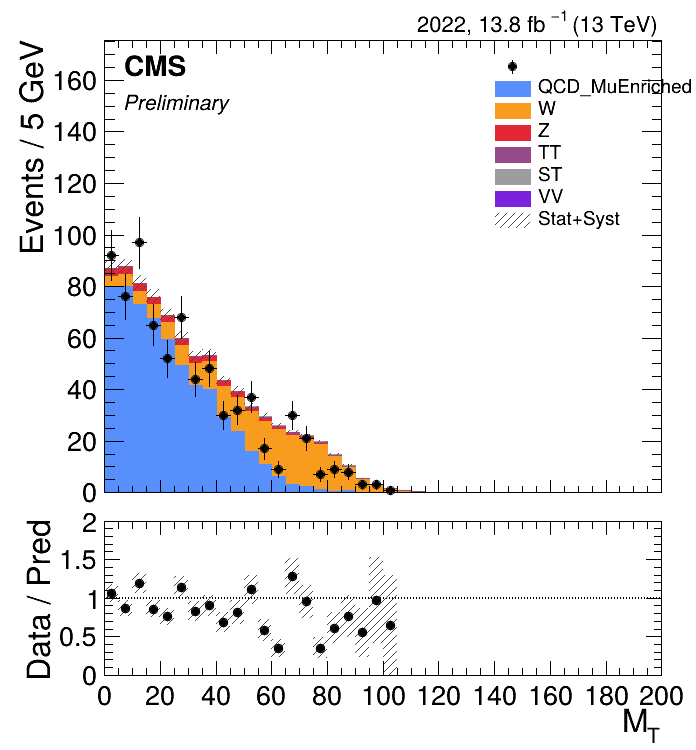 2022, 13.8 fb⁻¹ (13 TeV)
CMS
Preliminary
QCD_MuEnriched
W
Z
TT
ST
VV
Stat+Syst
Events / 5 GeV
160
140
120
100
80
60
40
20
0
Data / Pred
2
1.5
1
0.5
0
0 20 40 60 80 100 120 140 160 180 200
M_T